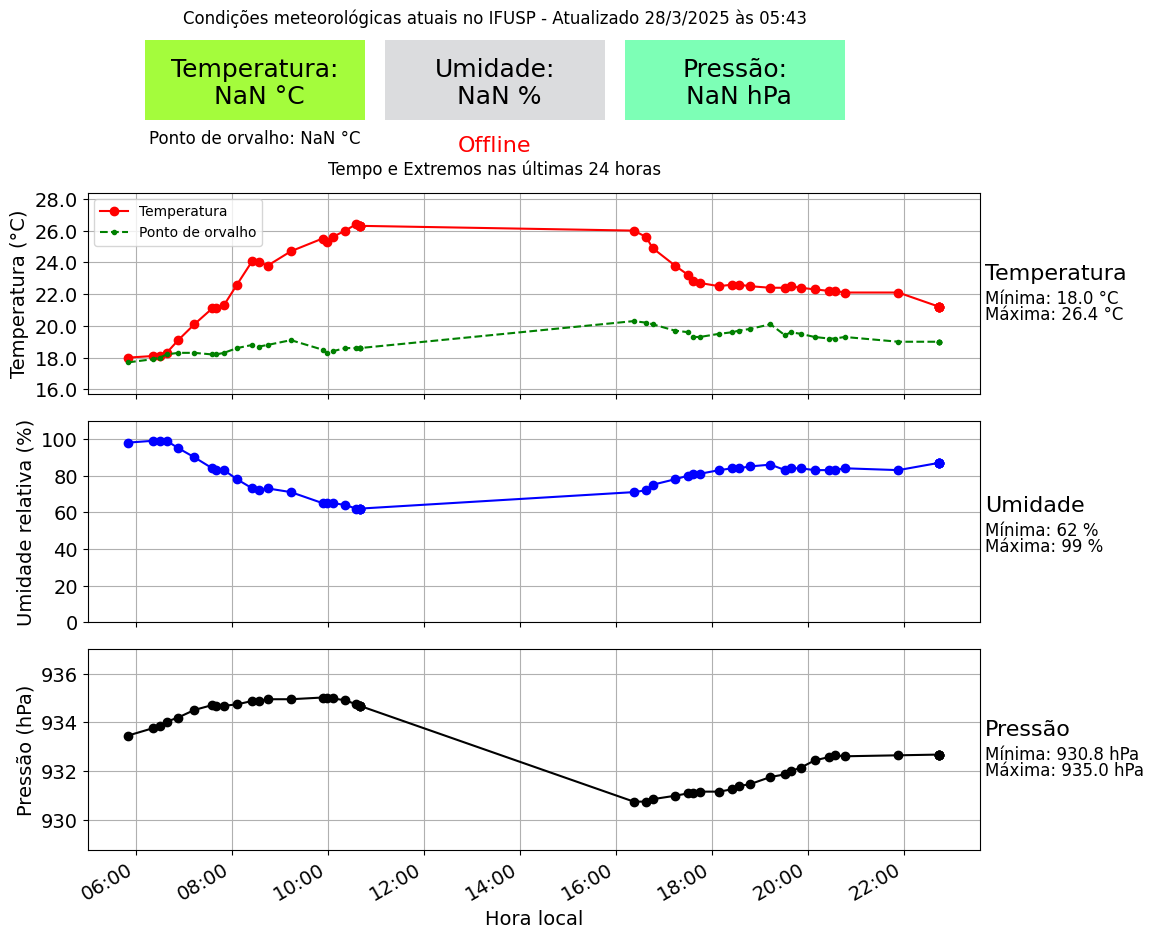 Condições meteorológicas atuais no IFUSP - Atualizado 28/3/2025 às 05:43
Temperatura:
NaN °C
Umidade:
NaN %
Pressão:
NaN hPa
Ponto de orvalho: NaN °C
Offline
Tempo e Extremos nas últimas 24 horas
Temperatura (°C)
28.0
26.0
24.0
22.0
20.0
18.0
16.0
Temperatura
Ponto de orvalho
Temperatura
Mínima: 18.0 °C
Máxima: 26.4 °C
Umidade relativa (%)
100
80
60
40
20
0
Umidade
Mínima: 62 %
Máxima: 99 %
Pressão (hPa)
936
934
932
930
Pressão
Mínima: 930.8 hPa
Máxima: 935.0 hPa
06:00
08:00
10:00
12:00
14:00
16:00
18:00
20:00
22:00
Hora local